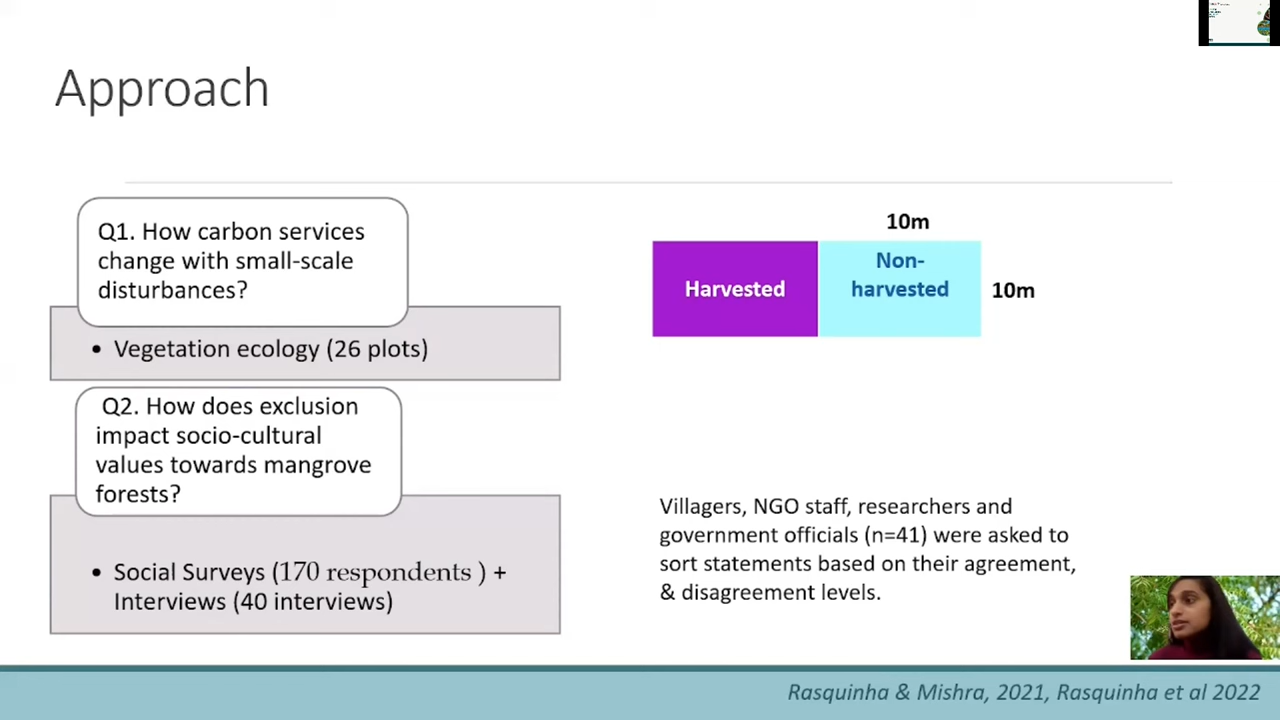 Approach
Q1. How carbon services
change with small-scale
disturbances?
• Vegetation ecology (26 plots)
Q2. How does exclusion
impact socio-cultural
values towards mangrove
forests?
• Social Surveys (170 respondents ) +
Interviews (40 interviews)
10m
Harvested
Non-
harvested
10m
Villagers, NGO staff, researchers and
government officials (n=41) were asked to
sort statements based on their agreement,
& disagreement levels.
Rasquinha & Mishra, 2021, Rasquinha et al 2022